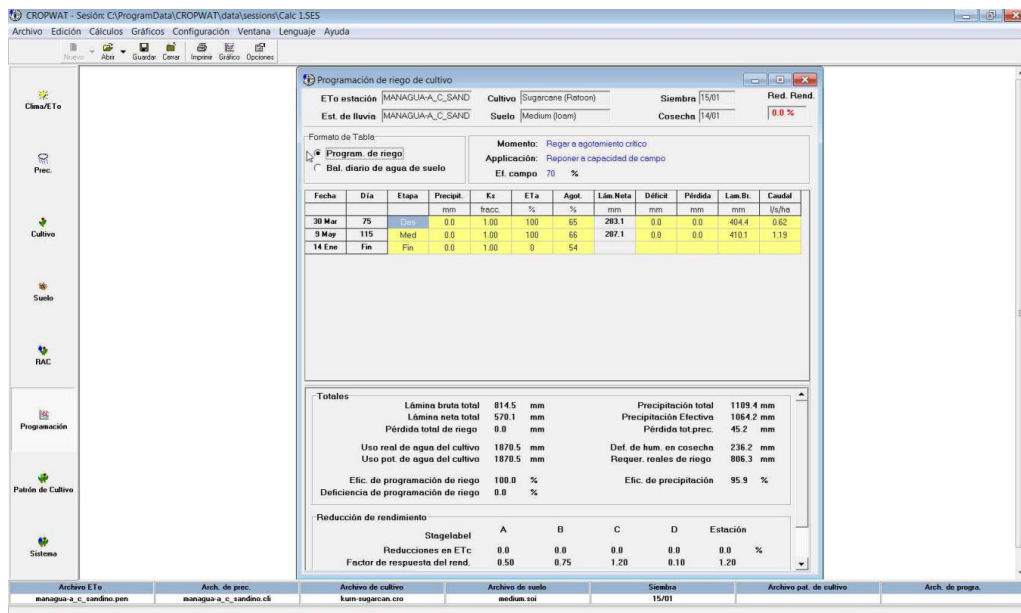 CROPWAT - Sesión: C:\ProgramData\CROPWAT\data\sessions\Calc 1.SES
Archivo Edición Cálculos Gráficos Configuración Ventana Lenguaje Ayuda
Nuevo Abrir Guardar Cerrar Imprimir Gráfico Opciones
Clima/ETo
Prec.
Cultivo
Suelo
RAC
Programación
Patrón de Cultivo
Sistema
Programación de riego de cultivo
ETo estación MANAGUA-A_C_SAND Cultivo Sugarcane (Ratoon) Siembra 15/01 Red. Rend.
Est. de lluvia MANAGUA-A_C_SAND Suelo Medium (loam) Cosecha 14/01 0.0 %
Formato de Tabla
Program. de riego
Bal. diario de agua de suelo
Momento: Regar a agotamiento crítico
Applicación: Reponer a capacidad de campo
Ef. campo 70 %
Fecha Día Etapa Precipit. Ks ETa Agot. Lám.Neta Déficit Pérdida Lam.Br. Caudal
mm fracc. % % mm mm mm mm l/s/ha
30 Mar 75 Des 0.0 1.00 100 65 283.1 0.0 0.0 404.4 0.62
9 May 115 Med 0.0 1.00 100 66 287.1 0.0 0.0 410.1 1.19
14 Ene Fin Fin 0.0 1.00 0 54
Totales
Lámina bruta total 814.5 mm Precipitación total 1109.4 mm
Lámina neta total 570.1 mm Precipitación Efectiva 1064.2 mm
Pérdida total de riego 0.0 mm Pérdida tot.prec. 45.2 mm
Uso real de agua del cultivo 1870.5 mm Def. de hum. en cosecha 236.2 mm
Uso pot. de agua del cultivo 1870.5 mm Requer. reales de riego 806.3 mm
Efic. de programación de riego 100.0 % Efic. de precipitación 95.9 %
Deficiencia de programación de riego 0.0 %
Reducción de rendimiento
Stagelabel A B C D Estación
Reducciones en ETc 0.0 0.0 0.0 0.0 0.0 %
Factor de respuesta del rend. 0.50 0.75 1.20 0.10 1.20
Archivo ETo Arch. de prec. Archivo de cultivo Archivo de suelo Siembra Archivo pat. de cultivo Arch. de progra.
managua-a_c_sandino.pen managua-a_c_sandino.cli kurn-sugarcan.cro medium.soi 15/01